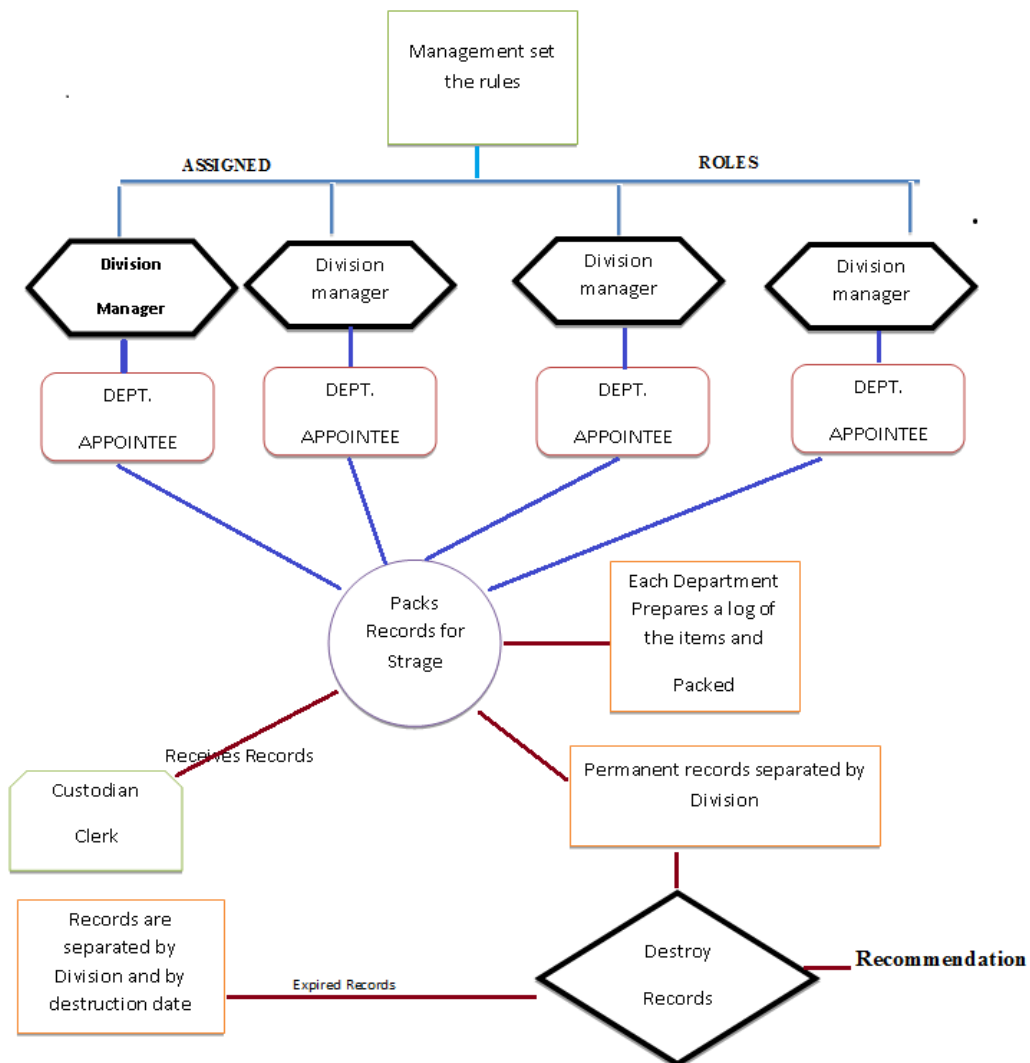 Management set
the rules
ASSIGNED
ROLES
Division
Manager
Division
manager
Division
manager
Division
manager
DEPT.
APPOINTEE
DEPT.
APPOINTEE
DEPT.
APPOINTEE
DEPT.
APPOINTEE
Packs
Records for
Strage
Each Department
Prepares a log of
the items and
Packed
Receives Records
Custodian
Clerk
Permanent records separated by
Division
Records are
separated by
Division and by
destruction date
Expired Records
Destroy
Records
Recommendation